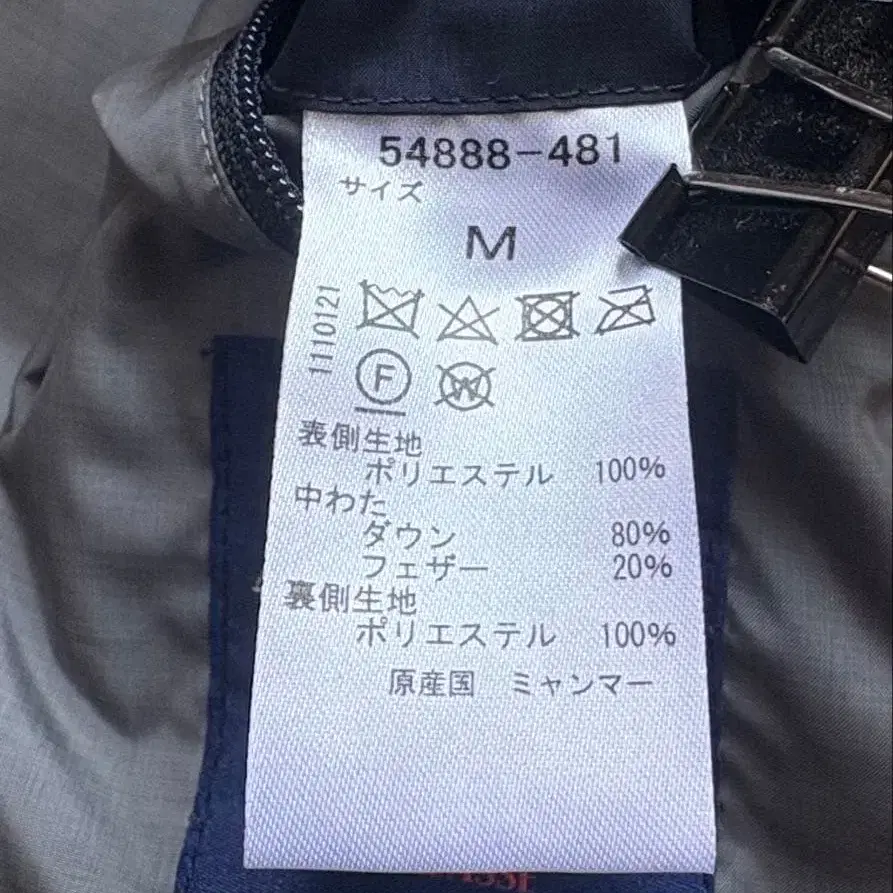 54888-481
サイズ
M
1110121
F
W
表側生地
ポリエステル 100%
中わた
ダウン 80%
フェザー 20%
裏側生地
ポリエステル 100%
原産国 ミャンマー